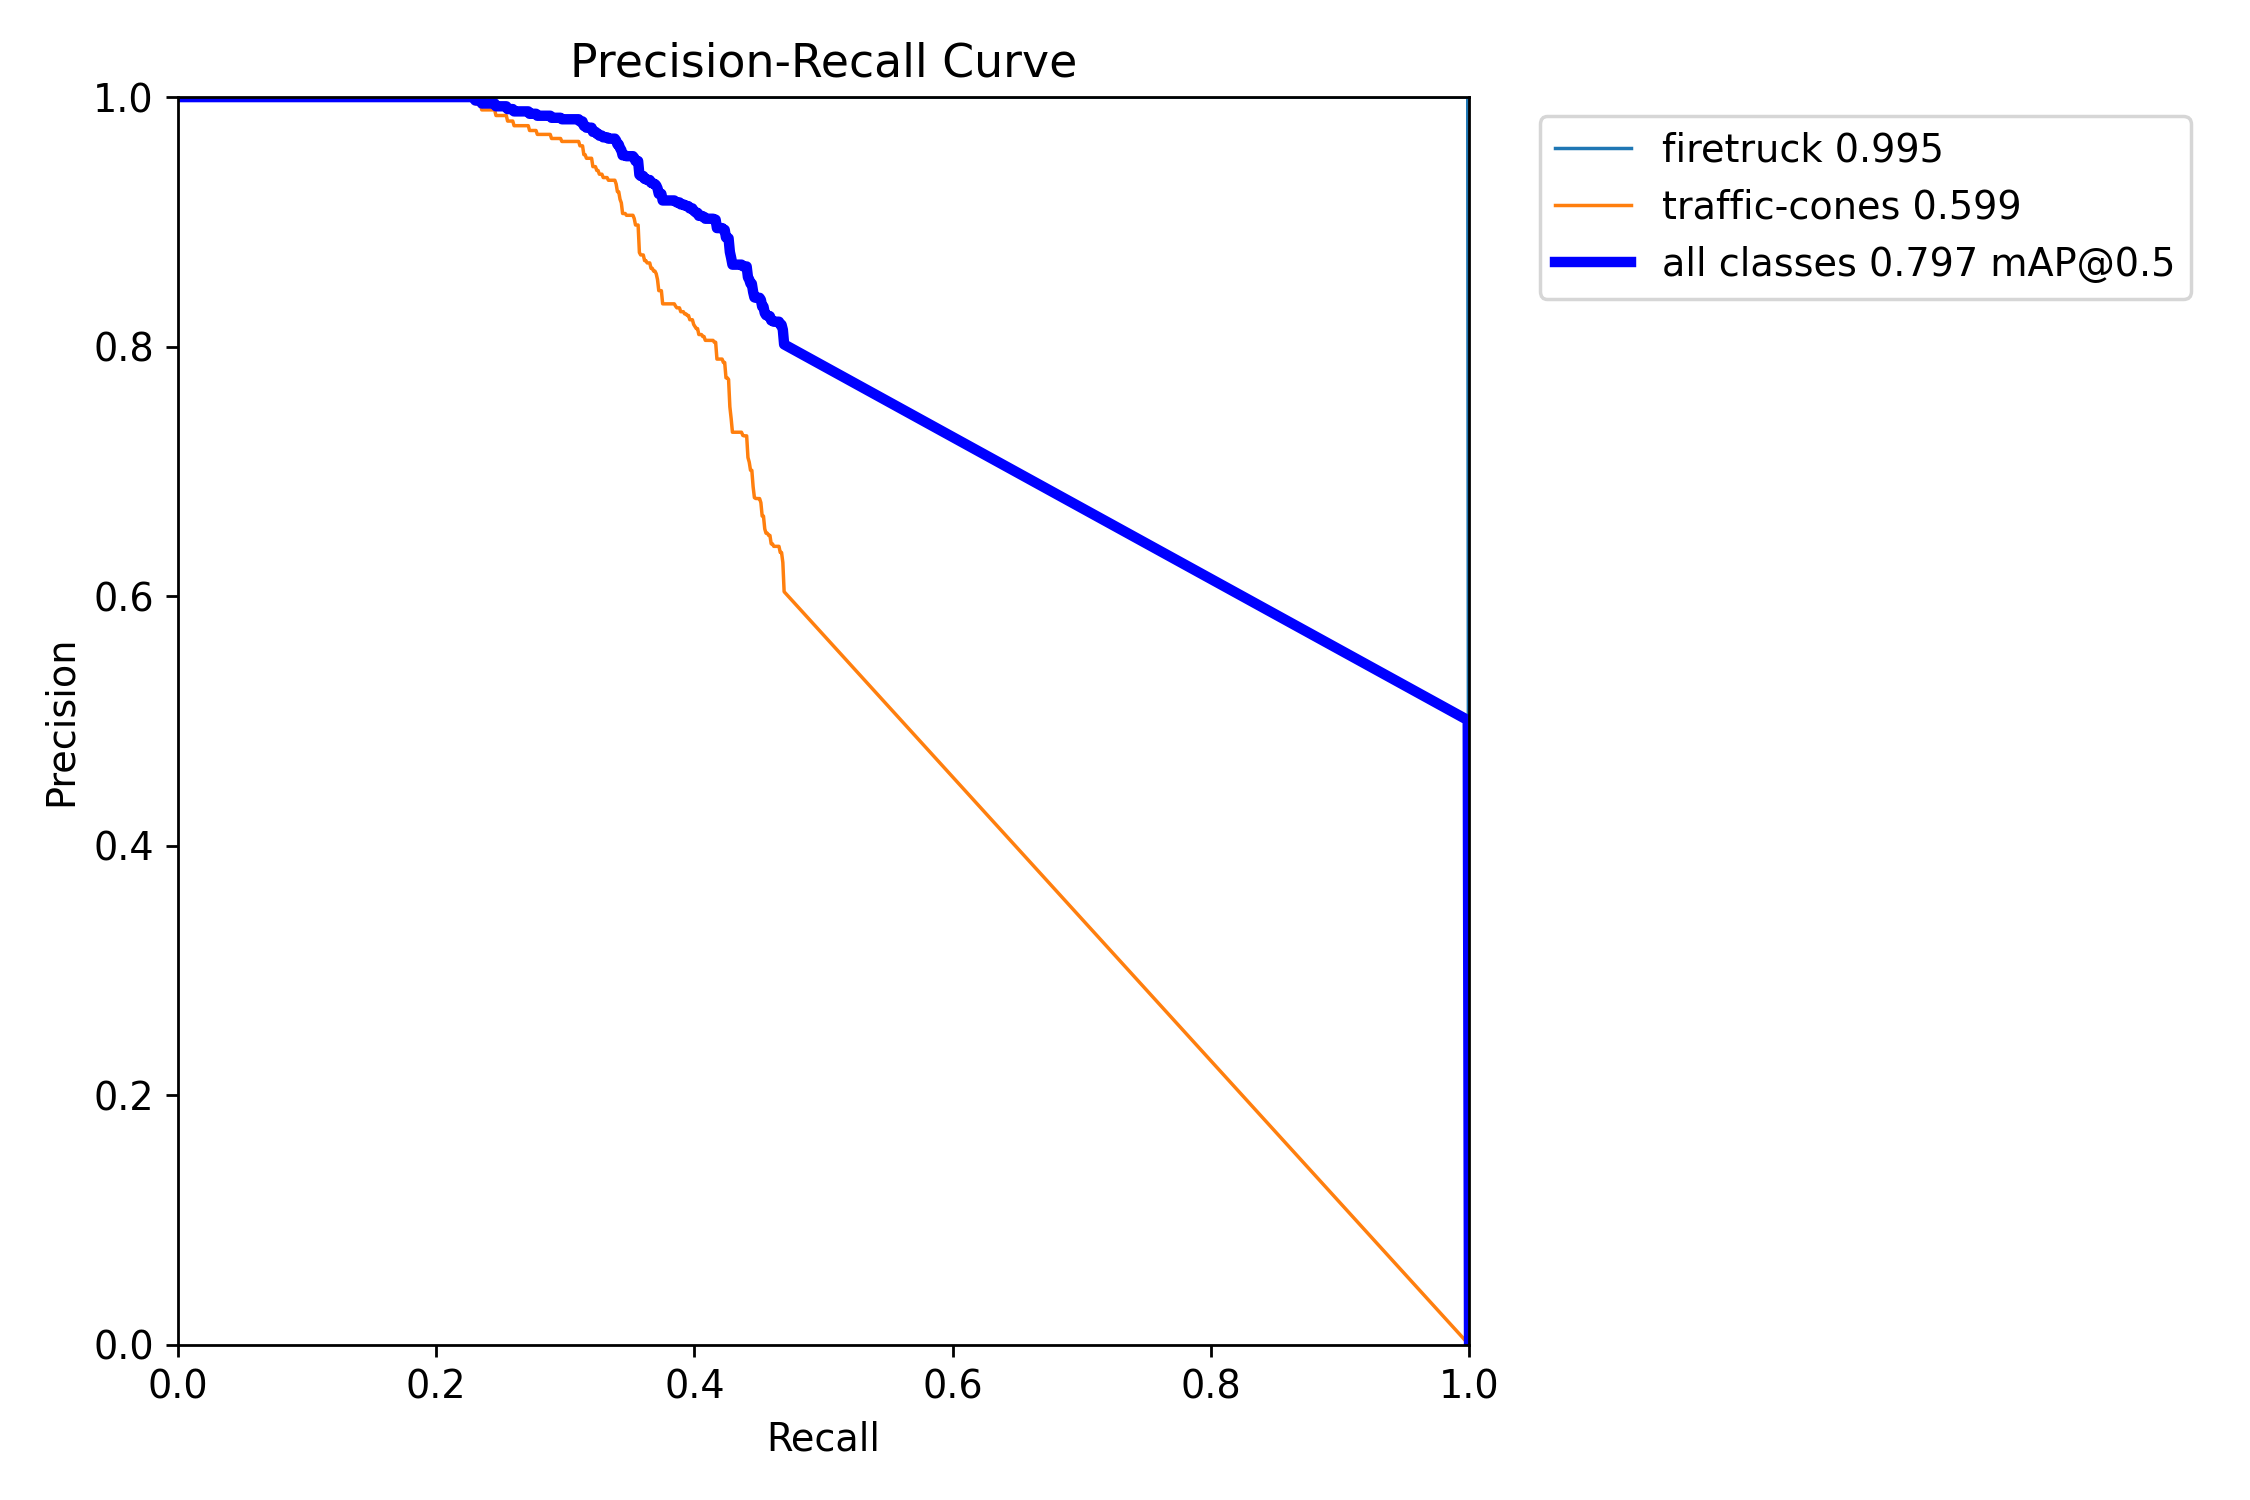 Precision-Recall Curve
1.0
0.8
0.6
0.4
0.2
0.0
Precision
0.0 0.2 0.4 0.6 0.8 1.0
Recall
firetruck 0.995
traffic-cones 0.599
all classes 0.797 mAP@0.5